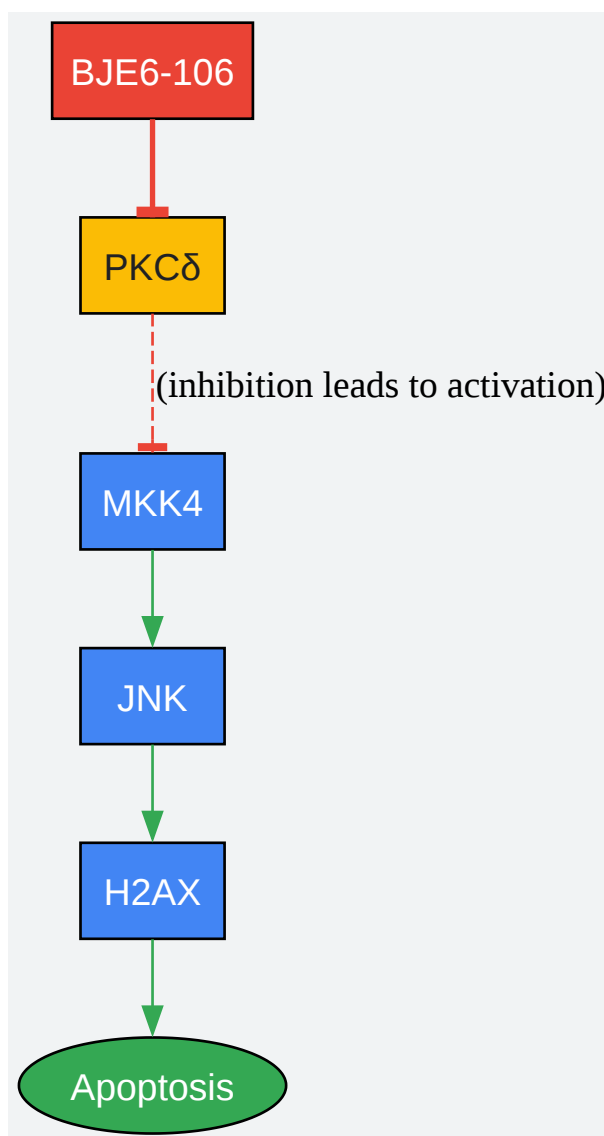 BJE6-106
PKCδ
(inhibition leads to activation)
MKK4
JNK
H2AX
Apoptosis